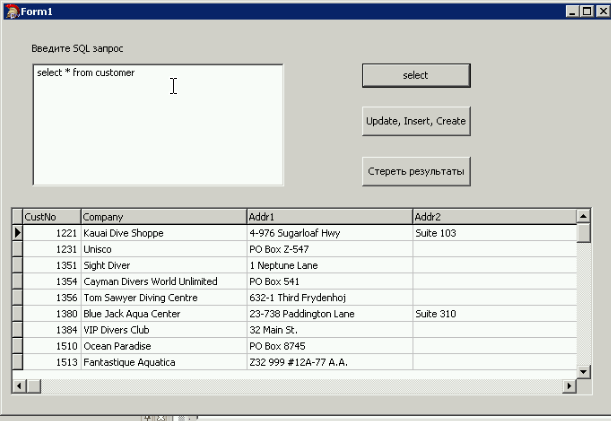 Form1
Введите SQL запрос
select * from customer
select
Update, Insert, Create
Стереть результаты
CustNo Company Addr1 Addr2
1221 Kauai Dive Shoppe 4-976 Sugarloaf Hwy Suite 103
1231 Unisco PO Box Z-547
1351 Sight Diver 1 Neptune Lane
1354 Cayman Divers World Unlimited PO Box 541
1356 Tom Sawyer Diving Centre 632-1 Third Frydenhoj
1380 Blue Jack Aqua Center 23-738 Paddington Lane Suite 310
1384 VIP Divers Club 32 Main St.
1510 Ocean Paradise PO Box 8745
1513 Fantastique Aquatica Z32 999 #12A-77 A.A.